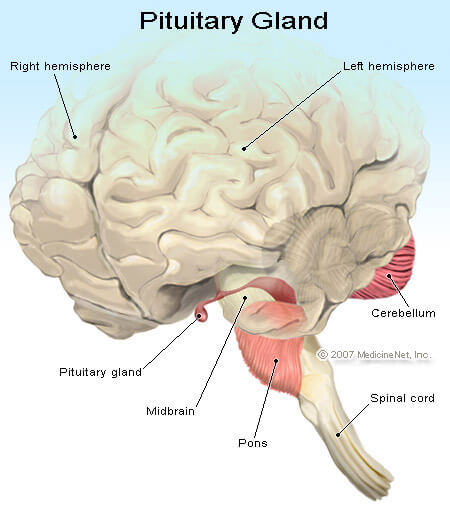 Pituitary Gland
Right hemisphere
Left hemisphere
Cerebellum
© 2007 MedicineNet, Inc.
Pituitary gland
Spinal cord
Midbrain
Pons